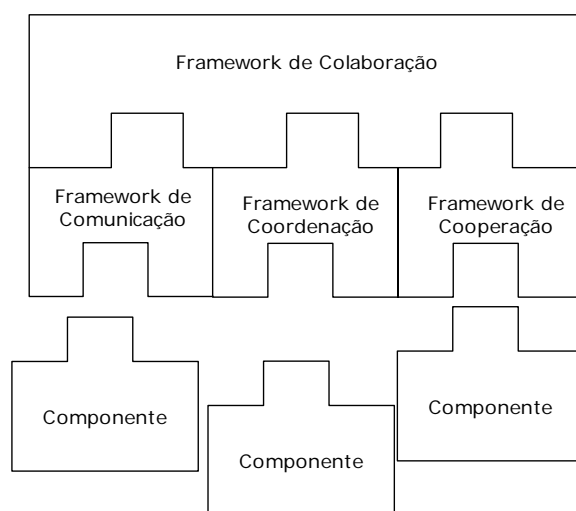 Framework de Colaboração
Framework de
Comunicação
Framework de
Coordenação
Framework de
Cooperação
Componente
Componente
Componente